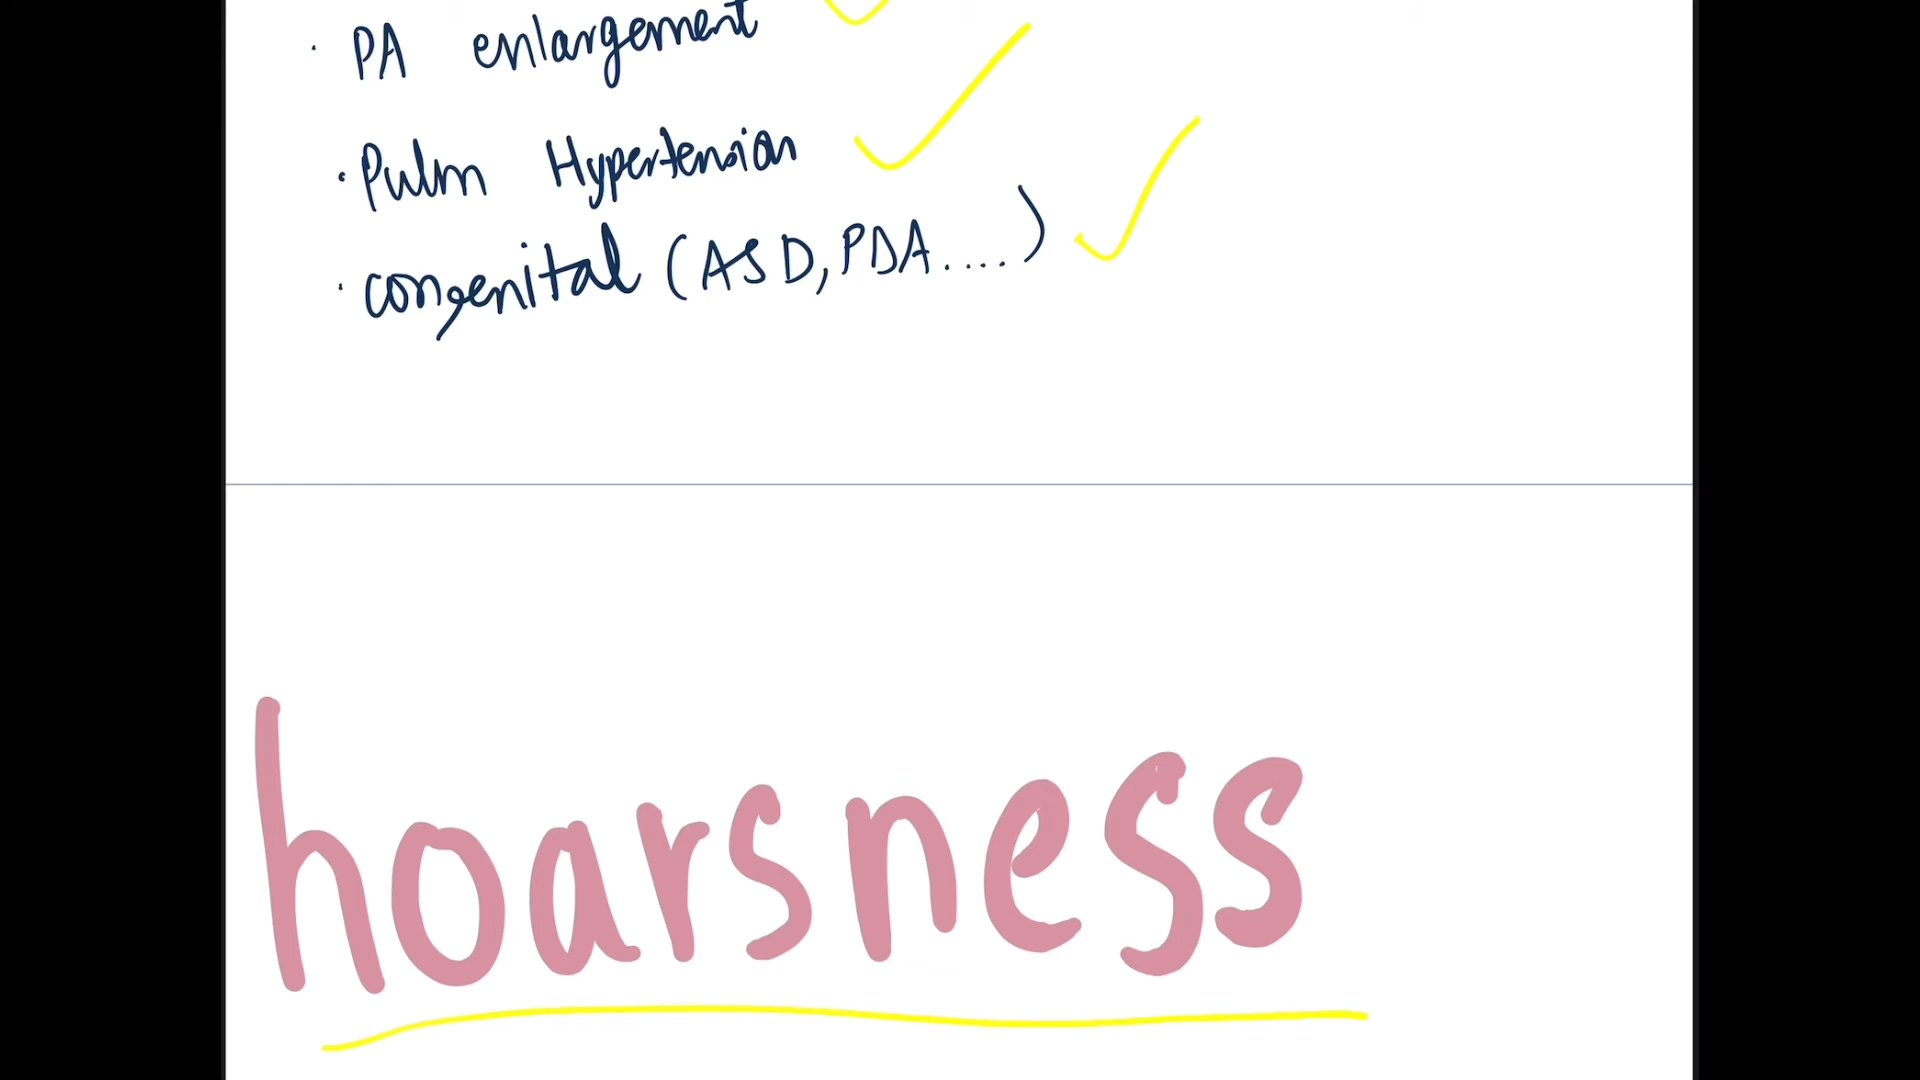 · PA enlargement
· Pulm Hypertension
· congenital (ASD, PDA....)
hoarsness